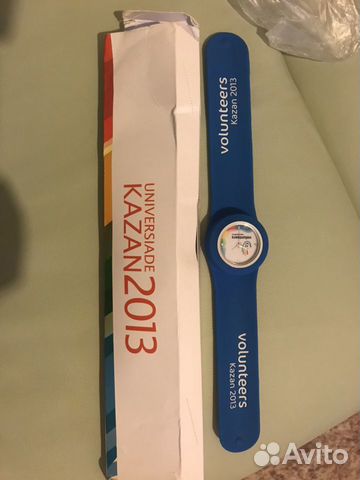 UNIVERSIADE
KAZAN2013
volunteers
Kazan 2013
volunteers
Kazan 2013
Avito